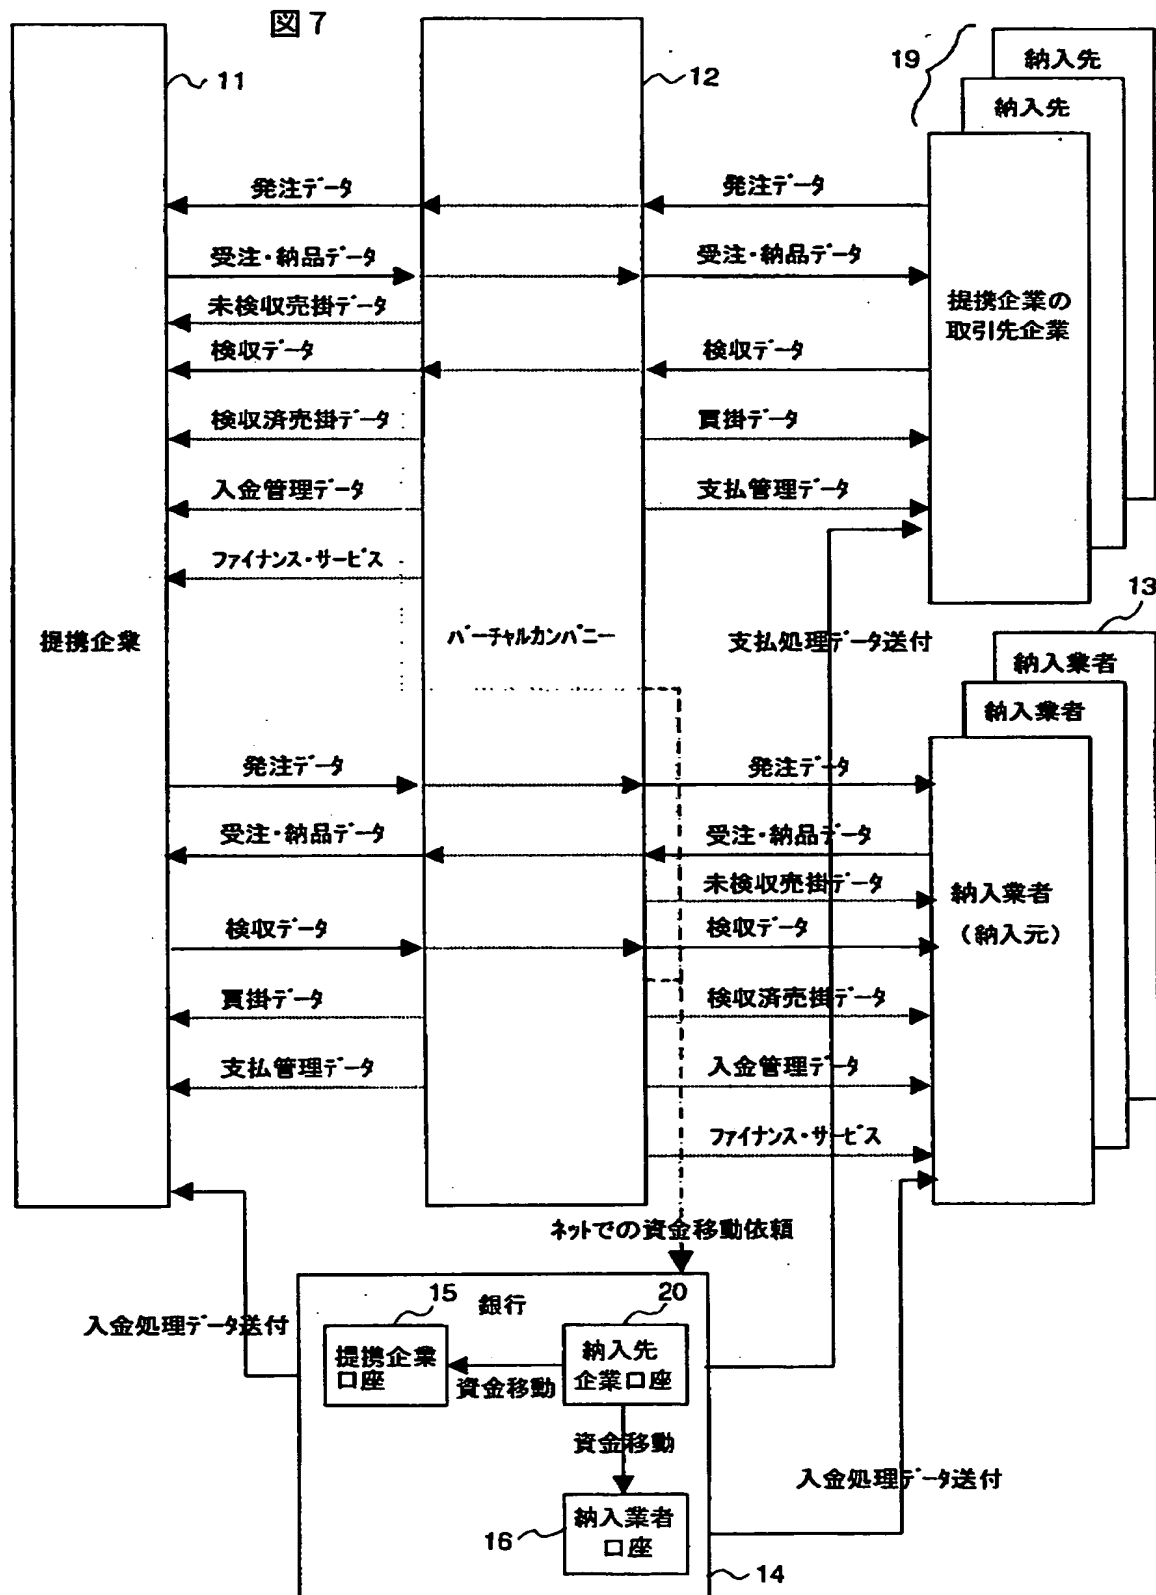 図7
11
12
19
納入先
納入先
提携企業の
取引先企業
発注データ
発注データ
受注・納品データ
受注・納品データ
未検収売掛データ
検収データ
検収データ
検収済売掛データ
買掛データ
入金管理データ
支払管理データ
ファイナンス・サービス
提携企業
バーチャルカンパニー
支払処理データ送付
13
納入業者
納入業者
納入業者
(納入元)
発注データ
発注データ
受注・納品データ
受注・納品データ
未検収売掛データ
検収データ
検収データ
買掛データ
検収済売掛データ
支払管理データ
入金管理データ
ファイナンス・サービス
ネットでの資金移動依頼
入金処理データ送付
15
銀行
20
提携企業
口座
資金移動
納入先
企業口座
資金移動
入金処理データ送付
16
納入業者
口座
14